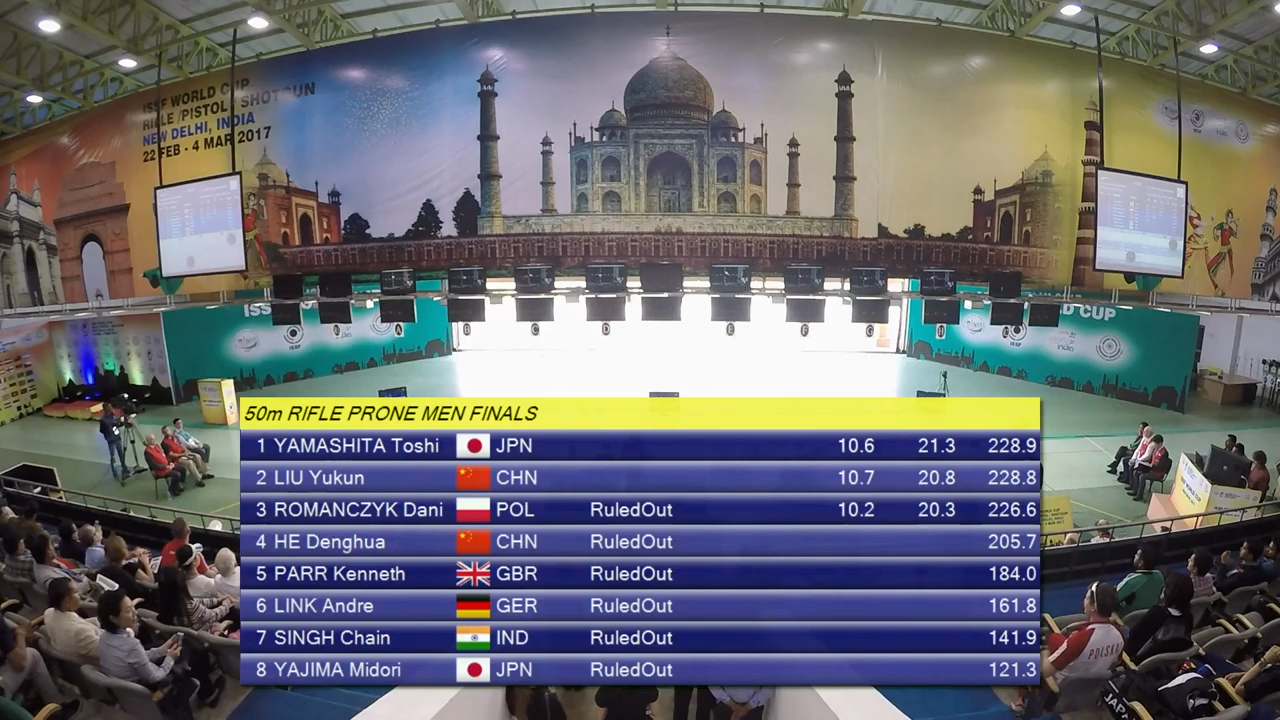 ISSF WORLD CUP
RIFLE /PISTOL / SHOTGUN
NEW DELHI, INDIA
22 FEB - 4 MAR 2017
ISS
D CUP
A B C D E F G
50m RIFLE PRONE MEN FINALS
1 YAMASHITA Toshi JPN 10.6 21.3 228.9
2 LIU Yukun CHN 10.7 20.8 228.8
3 ROMANCZYK Dani POL RuledOut 10.2 20.3 226.6
4 HE Denghua CHN RuledOut 205.7
5 PARR Kenneth GBR RuledOut 184.0
6 LINK Andre GER RuledOut 161.8
7 SINGH Chain IND RuledOut 141.9
8 YAJIMA Midori JPN RuledOut 121.3
POLSKA
JAPA